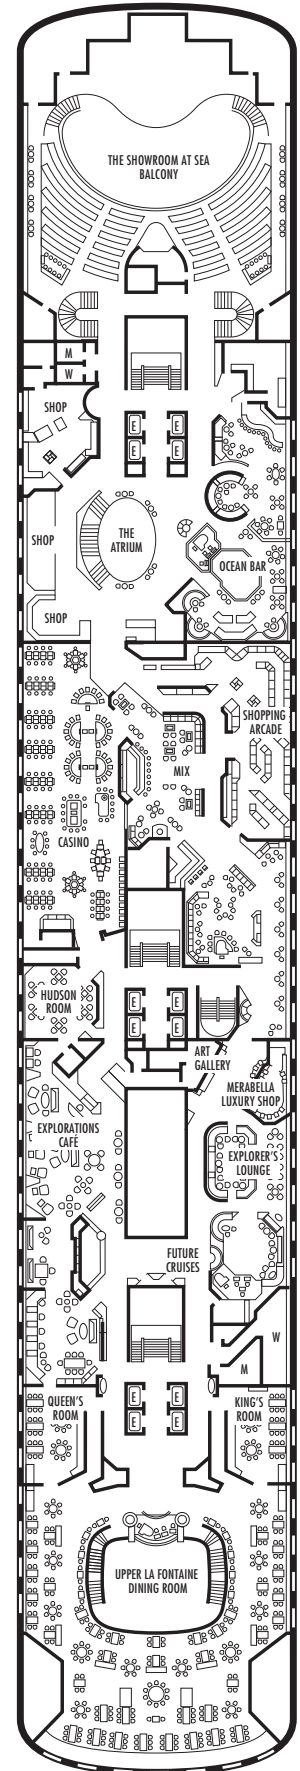 THE SHOWROOM AT SEA
BALCONY
M
W
SHOP
E
E
E
E
SHOP
THE
ATRIUM
OCEAN BAR
SHOP
SHOPPING
ARCADE
MIX
CASINO
HUDSON
ROOM
E
E
E
E
ART
GALLERY
MERABELLA
LUXURY SHOP
EXPLORATIONS
CAFÉ
EXPLORER'S
LOUNGE
FUTURE
CRUISES
W
M
QUEEN'S
ROOM
E
E
E
E
KING'S
ROOM
UPPER LA FONTAINE
DINING ROOM